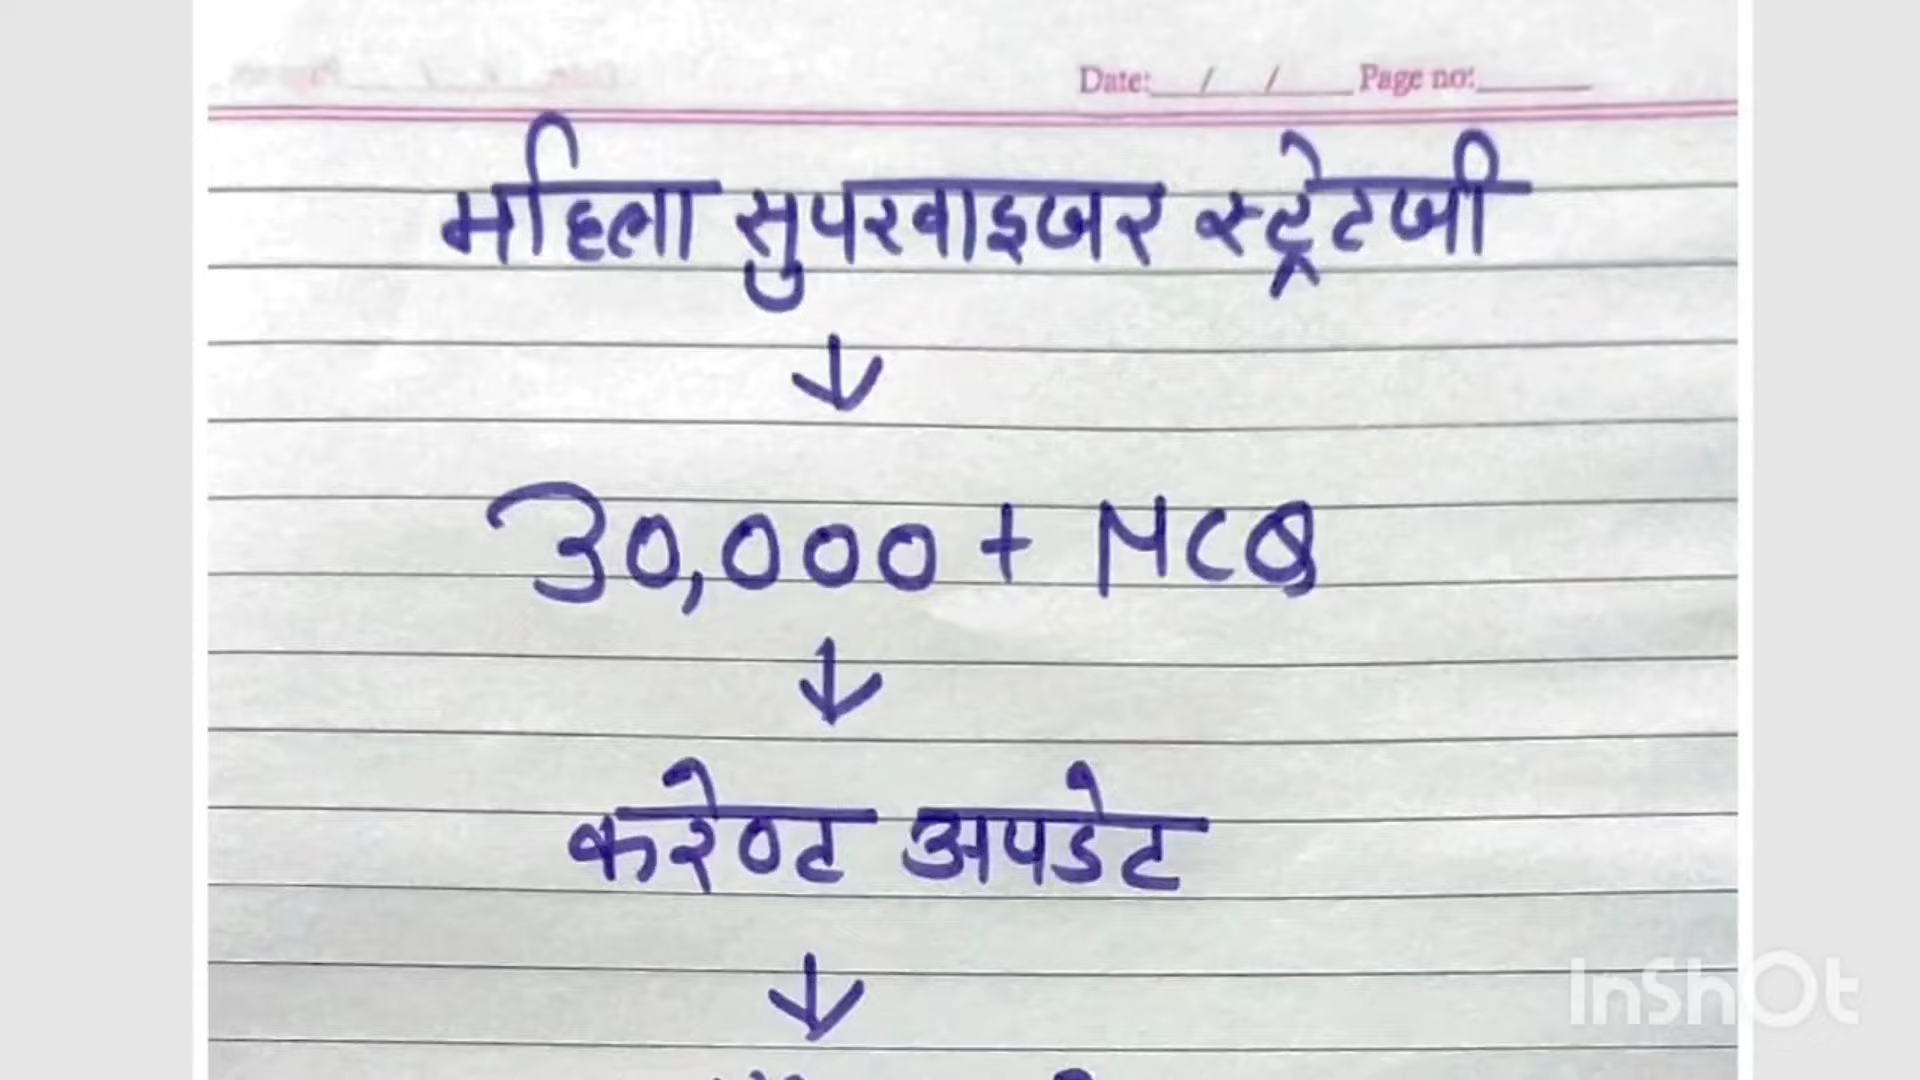 Date: / / Page no:
महिला सुपरवाइजर स्ट्रेटजी
↓
30,000 + MCQ
↓
करेण्ट अपडेट
↓
InShOt